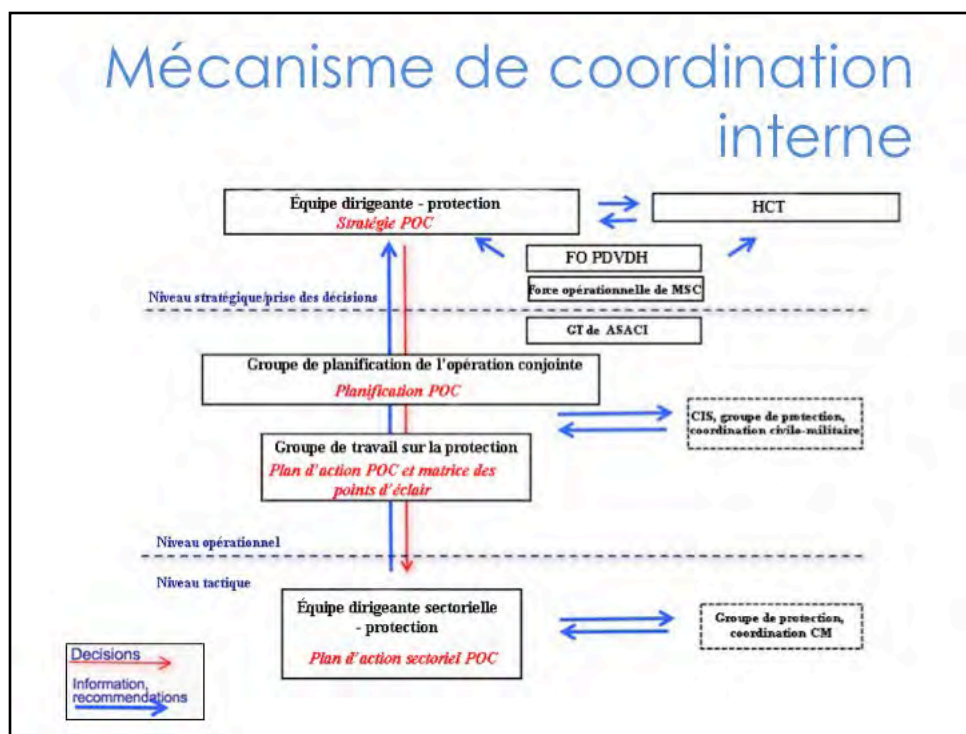 Mécanisme de coordination
interne
Équipe dirigeante - protection
Stratégie POC
HCT
FO PDVDH
Force opérationnelle de MSC
Niveau stratégique/prise des décisions
GT de ASACI
Groupe de planification de l'opération conjointe
Planification POC
CIS, groupe de protection,
coordination civilo-militaire
Groupe de travail sur la protection
Plan d'action POC et matrice des
points d'éclair
Niveau opérationnel
Niveau tactique
Équipe dirigeante sectorielle
- protection
Plan d'action sectoriel POC
Groupe de protection,
coordination CM
Decisions
Information,
recommendations